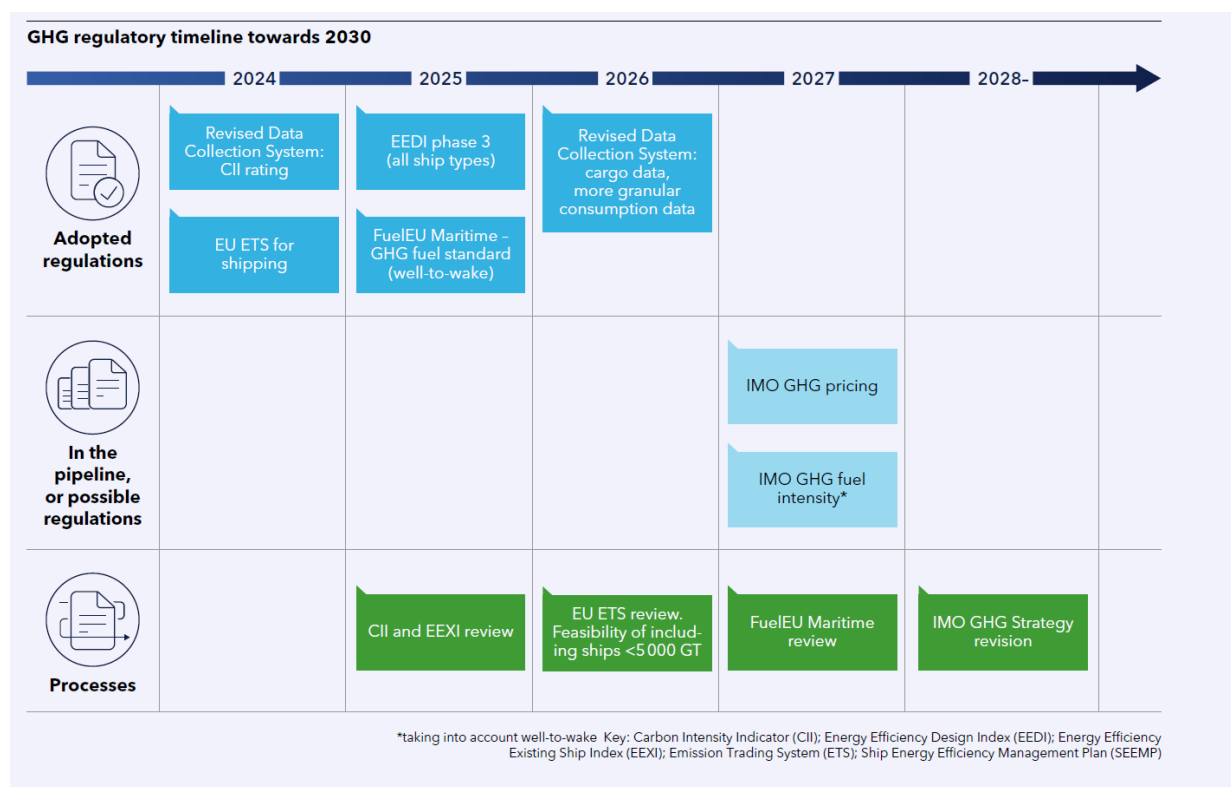 GHG regulatory timeline towards 2030
2024
2025
2026
2027
2028-
Adopted
regulations
Revised Data
Collection System:
CII rating
EU ETS for
shipping
EEDI phase 3
(all ship types)
FuelEU Maritime –
GHG fuel standard
(well-to-wake)
Revised Data
Collection System:
cargo data,
more granular
consumption data
In the
pipeline,
or possible
regulations
IMO GHG pricing
IMO GHG fuel
intensity*
Processes
CII and EEXI review
EU ETS review.
Feasibility of includ-
ing ships <5 000 GT
FuelEU Maritime
review
IMO GHG Strategy
revision
*taking into account well-to-wake  Key: Carbon Intensity Indicator (CII); Energy Efficiency Design Index (EEDI); Energy Efficiency
Existing Ship Index (EEXI); Emission Trading System (ETS); Ship Energy Efficiency Management Plan (SEEMP)